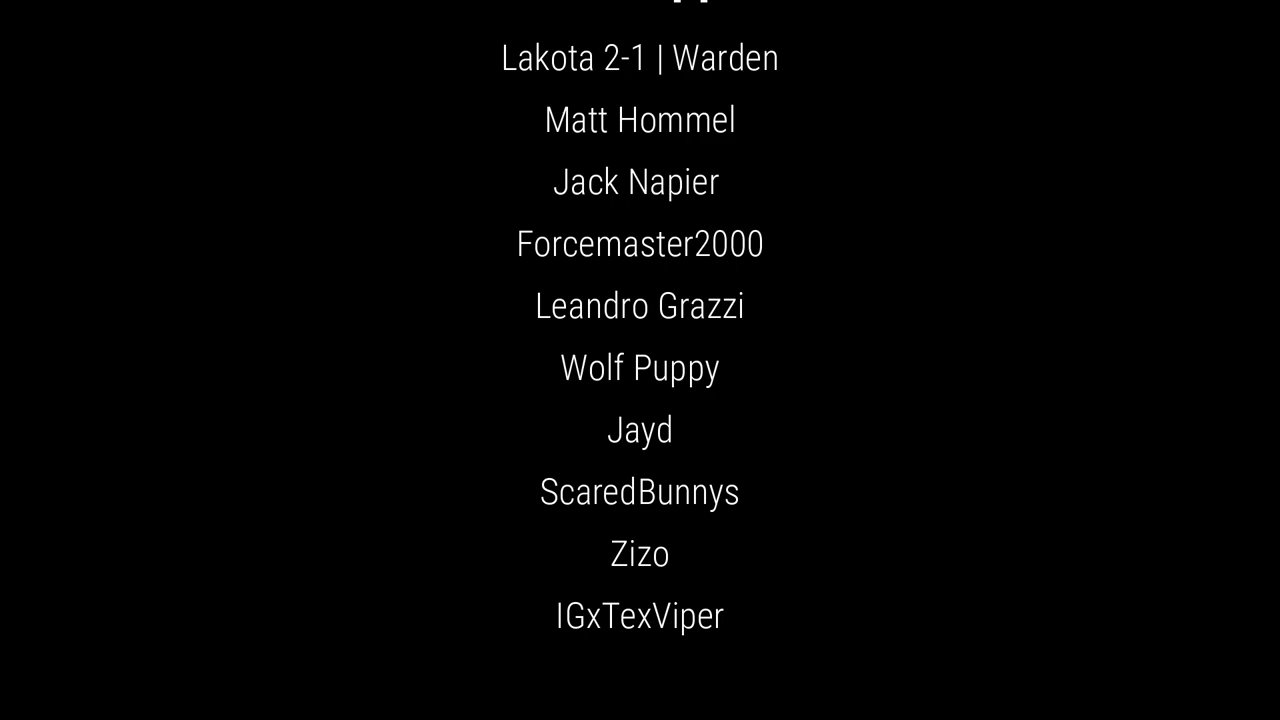 Lakota 2-1 | Warden
Matt Hommel
Jack Napier
Forcemaster2000
Leandro Grazzi
Wolf Puppy
Jayd
ScaredBunnys
Zizo
IGxTexViper